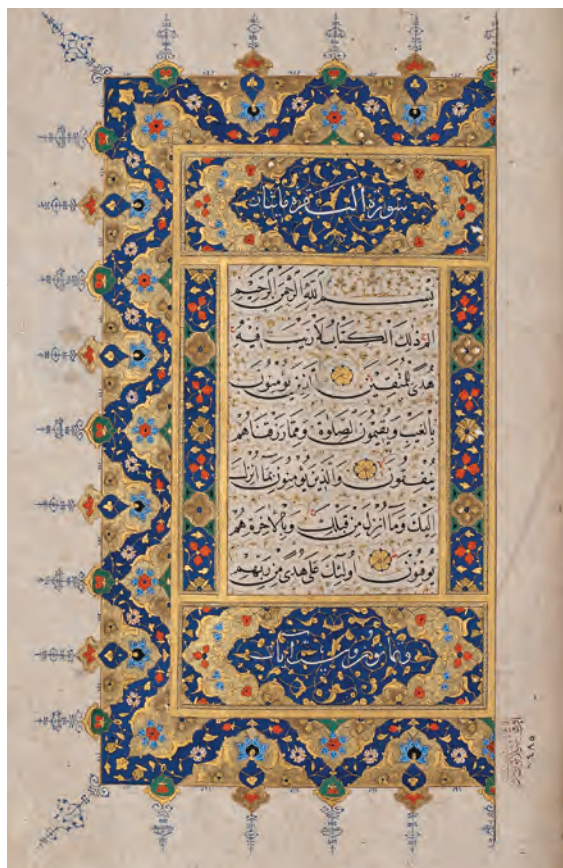 سورة البقرة مايتان
بسم الله الرحمن الرحيم
الم ذلك الكتاب لا ريب فيه
هدى للمتقين الذين يؤمنون
بالغيب ويقيمون الصلوة ومما رزقناهم
ينفقون والذين يؤمنون بما انزل
اليك وما انزل من قبلك وبالآخرة هم
يوقنون اولئك على هدى من ربهم
وثمانون وست آيات